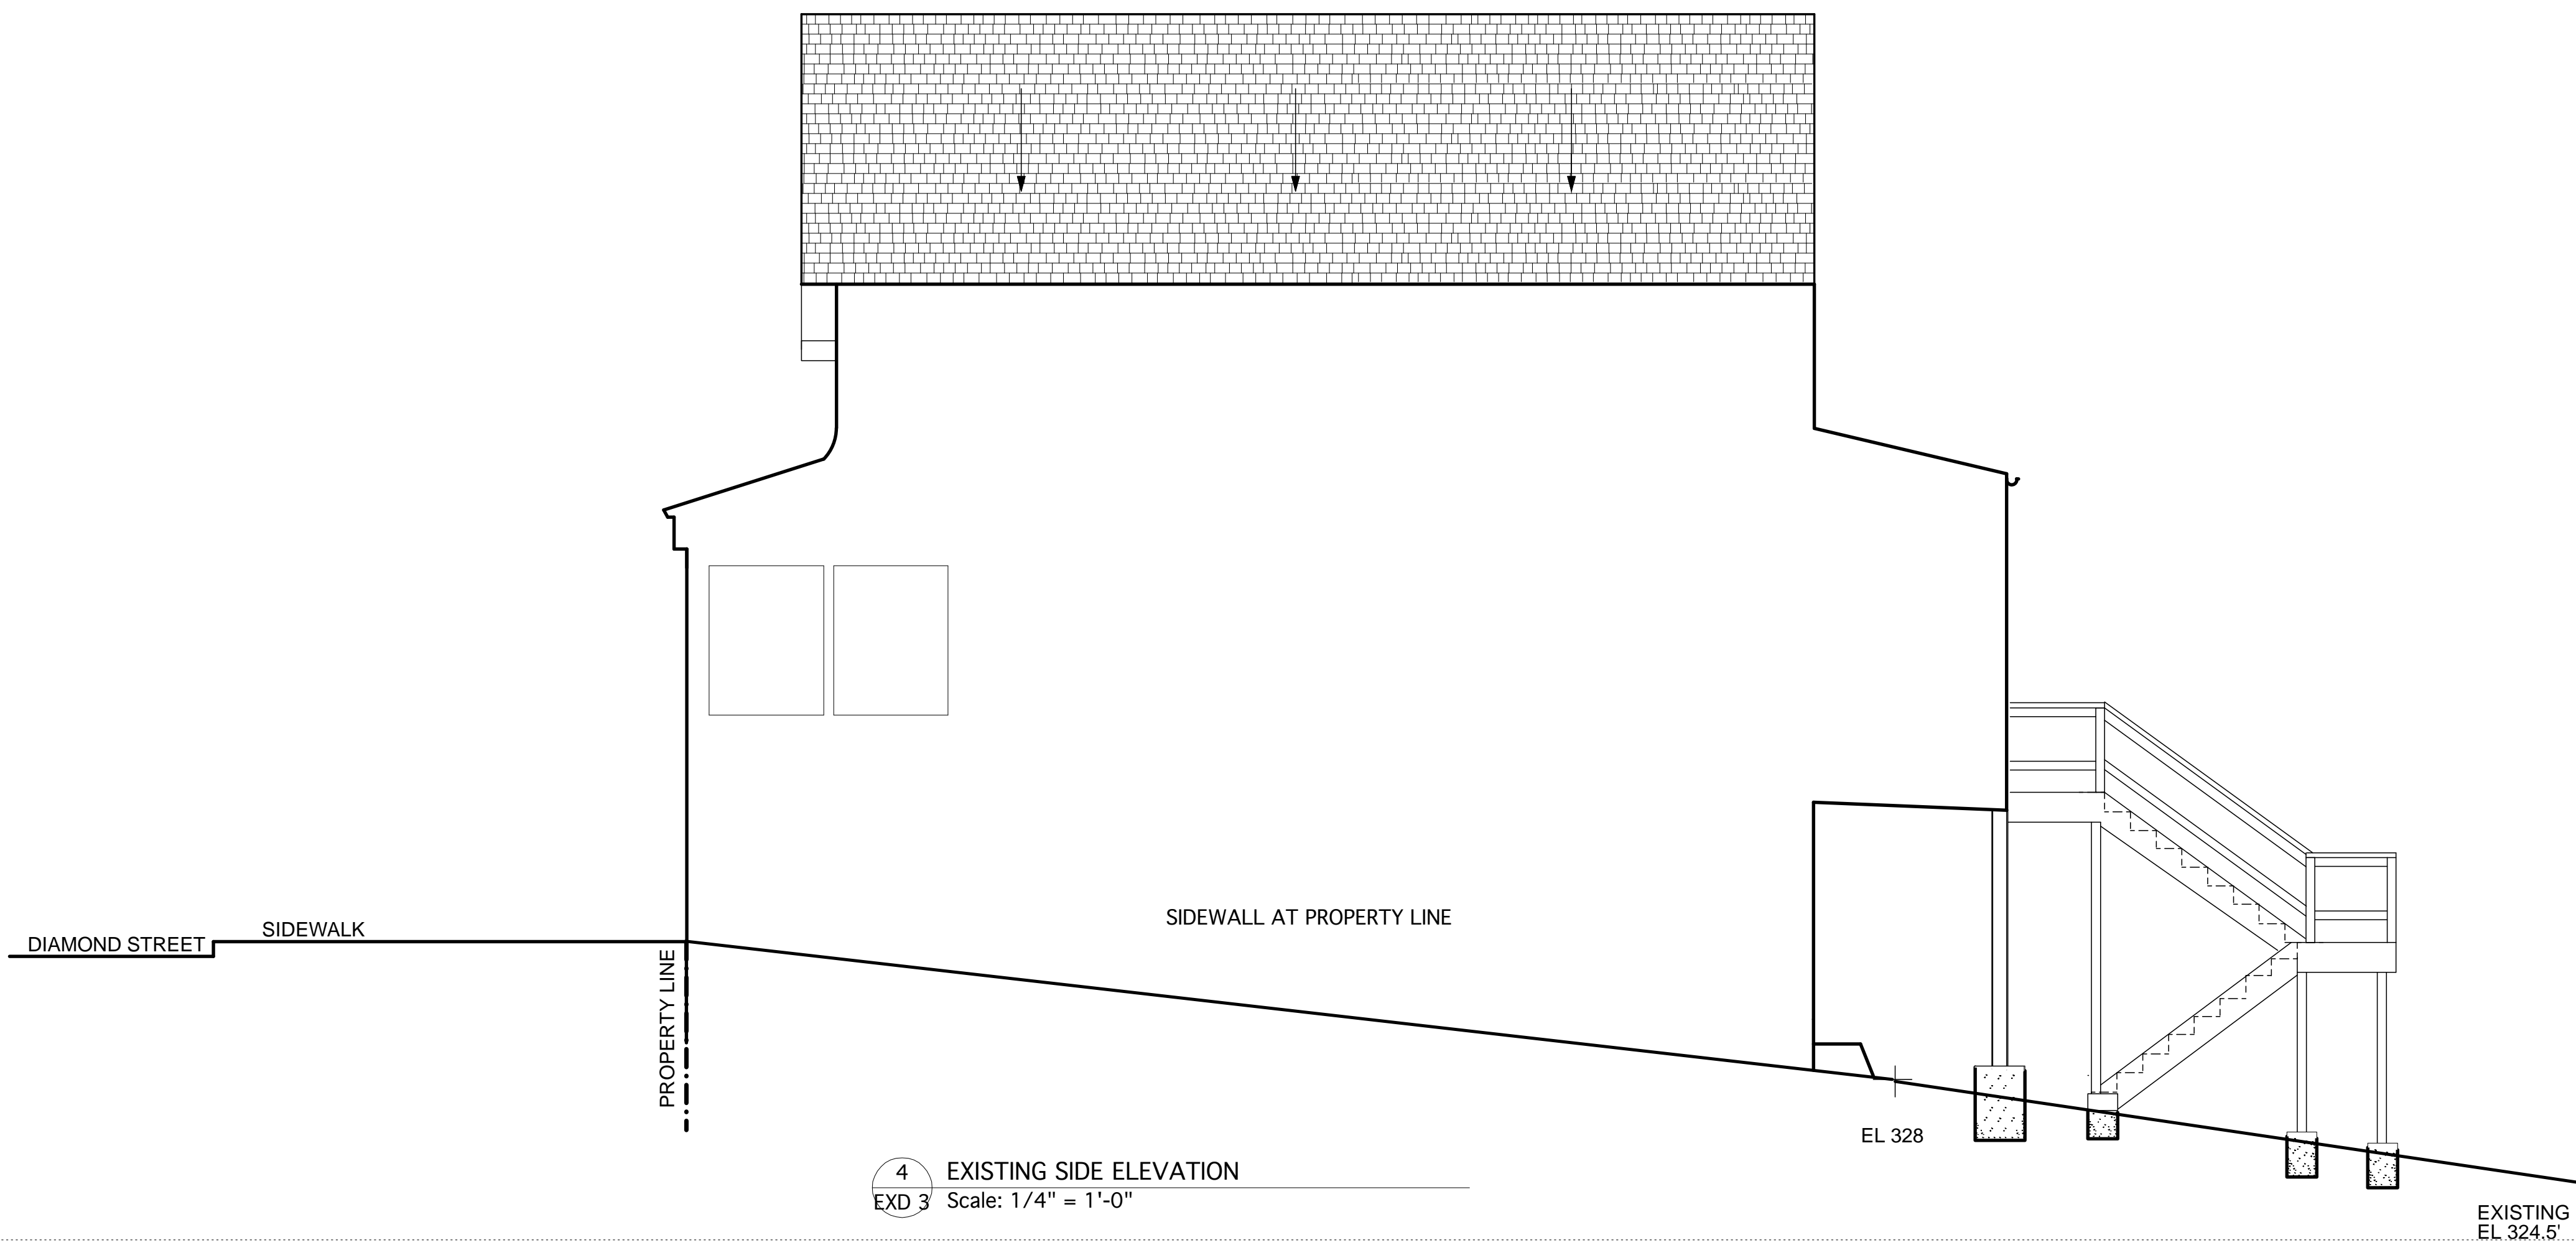 DIAMOND STREET
SIDEWALK
SIDEWALL AT PROPERTY LINE
PROPERTY LINE
EL 328
4
EXD 3
EXISTING SIDE ELEVATION
Scale: 1/4" = 1'-0"
EXISTING
EL 324.5'